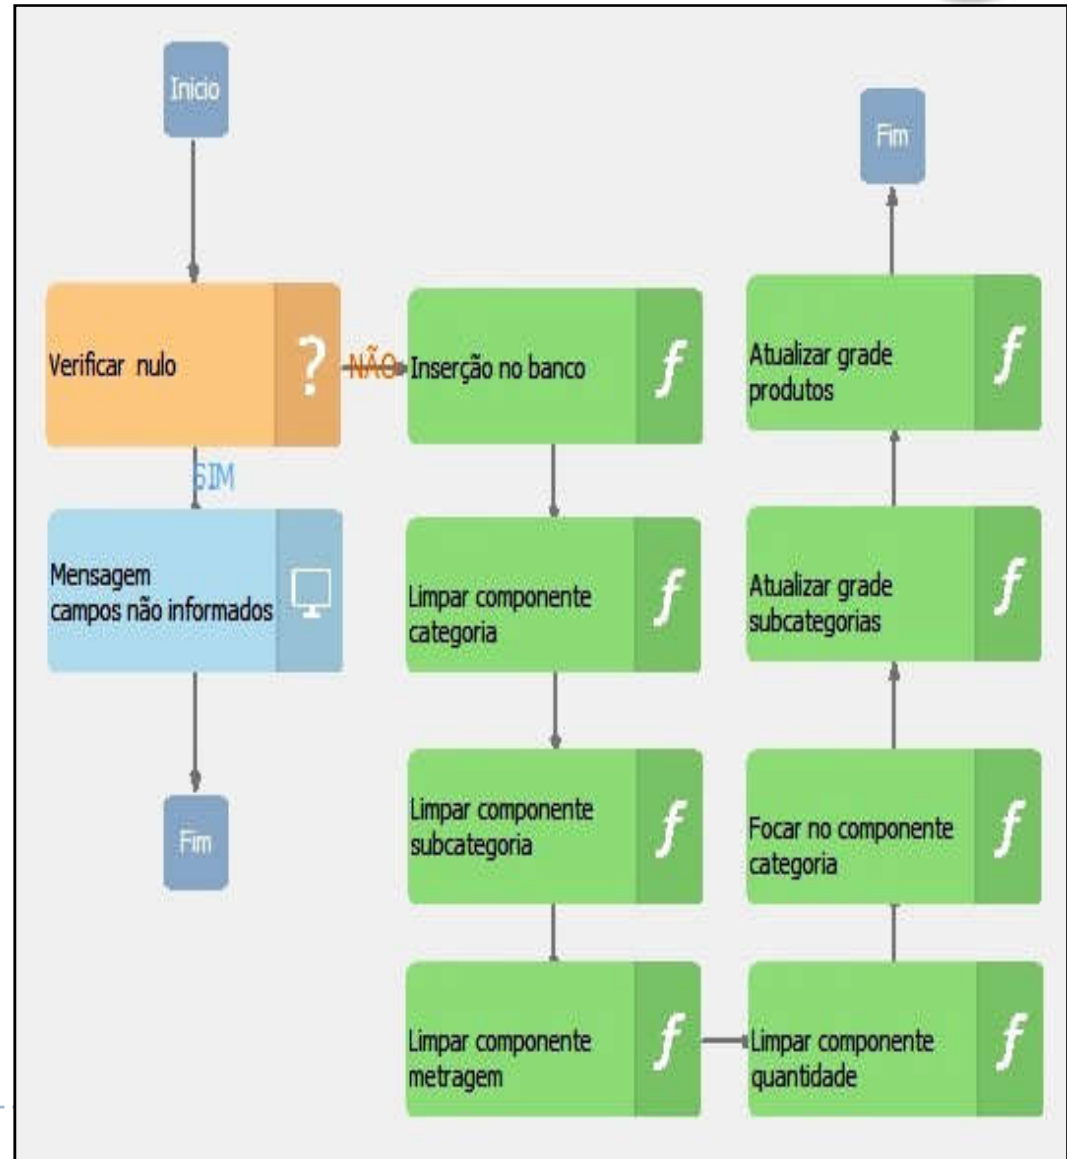 Inicio
Verificar nulo
?
SIM
Mensagem
campos não informados
Fim
NÃO
Inserção no banco
f
Limpar componente
categoria
f
Limpar componente
subcategoria
f
Limpar componente
metragem
f
Limpar componente
quantidade
f
Focar no componente
categoria
f
Atualizar grade
subcategorias
f
Atualizar grade
produtos
f
Fim